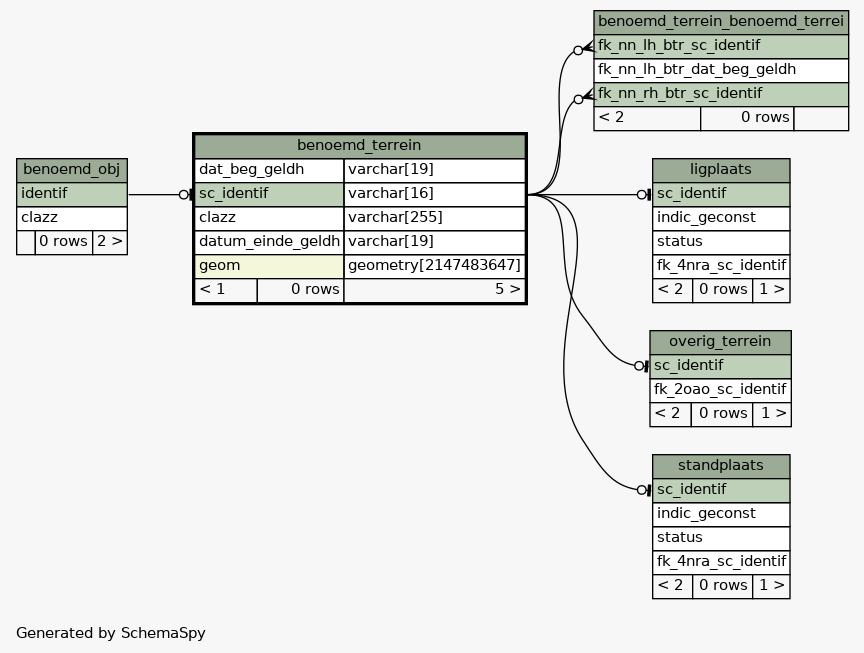 benoemd_terrein_benoemd_terrei
fk_nn_lh_btr_sc_identif
fk_nn_lh_btr_dat_beg_geldh
fk_nn_rh_btr_sc_identif
< 2 0 rows
benoemd_obj
identif
clazz
0 rows 2 >
benoemd_terrein
dat_beg_geldh varchar[19]
sc_identif varchar[16]
clazz varchar[255]
datum_einde_geldh varchar[19]
geom geometry[2147483647]
< 1 0 rows 5 >
ligplaats
sc_identif
indic_geconst
status
fk_4nra_sc_identif
< 2 0 rows 1 >
overig_terrein
sc_identif
fk_2oao_sc_identif
< 2 0 rows 1 >
standplaats
sc_identif
indic_geconst
status
fk_4nra_sc_identif
< 2 0 rows 1 >
Generated by SchemaSpy